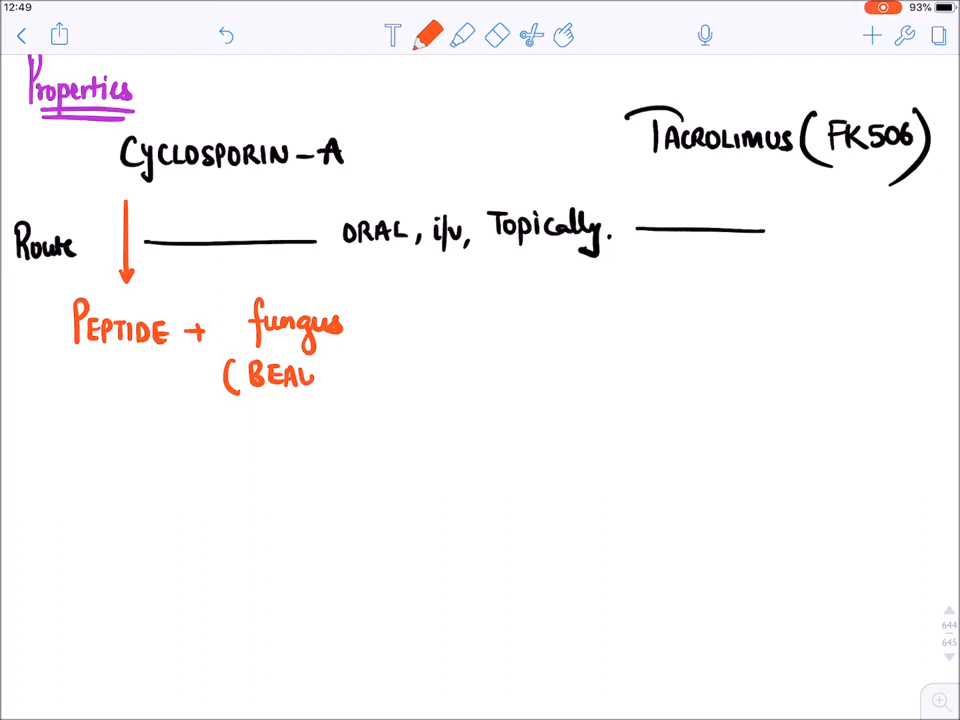 12:49
93%
T
Properties
CYCLOSPORIN-A
TACROLIMUS (FK506)
Route ORAL, i/v, Topically.
PEPTIDE + fungus
(BEAU
644
645